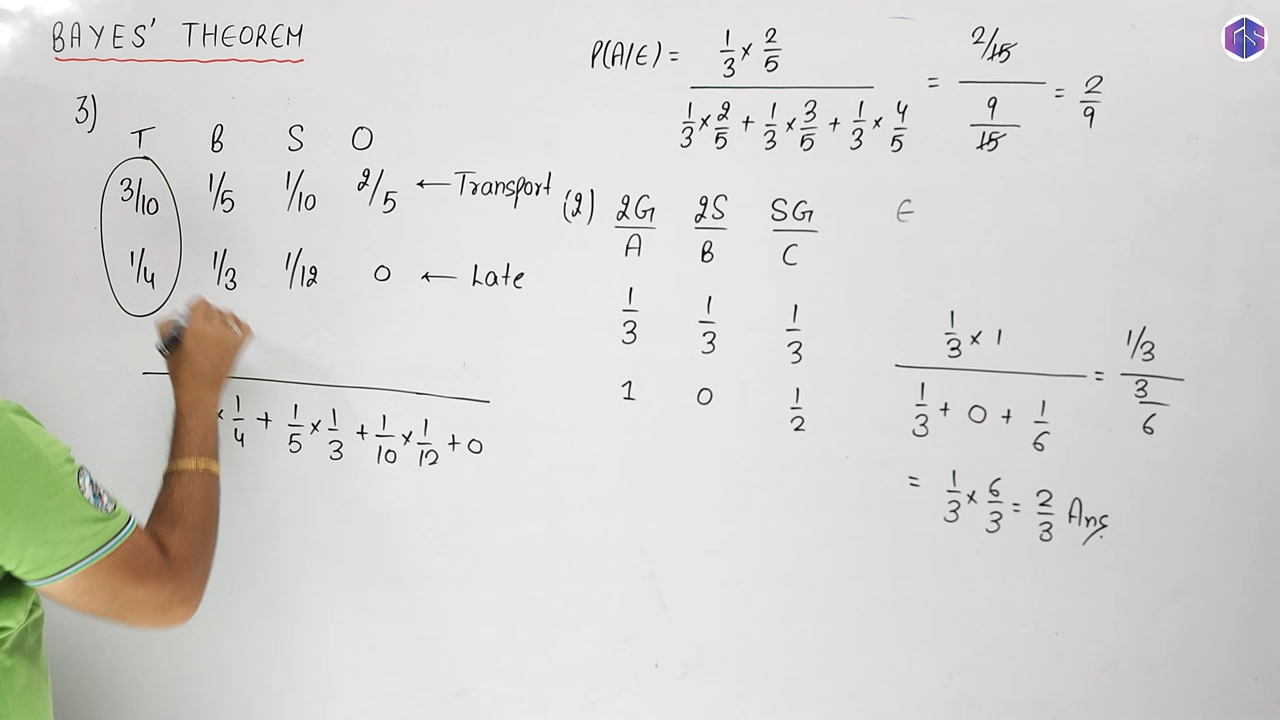 BAYES' THEOREM
3)
T B S O
3/10 1/5 1/10 2/5 ← Transport
1/4 1/3 1/12 0 ← Late
× 1/4 + 1/5 × 1/3 + 1/10 × 1/12 + 0
P(A/E) = (1/3 × 2/5) / (1/3 × 2/5 + 1/3 × 3/5 + 1/3 × 4/5) = (2/15) / (9/15) = 2/9
(2) 2G/A 2S/B SG/C E
1/3 1/3 1/3
1 0 1/2
(1/3 × 1) / (1/3 + 0 + 1/6) = (1/3) / (3/6)
= 1/3 × 6/3 = 2/3 Ans.